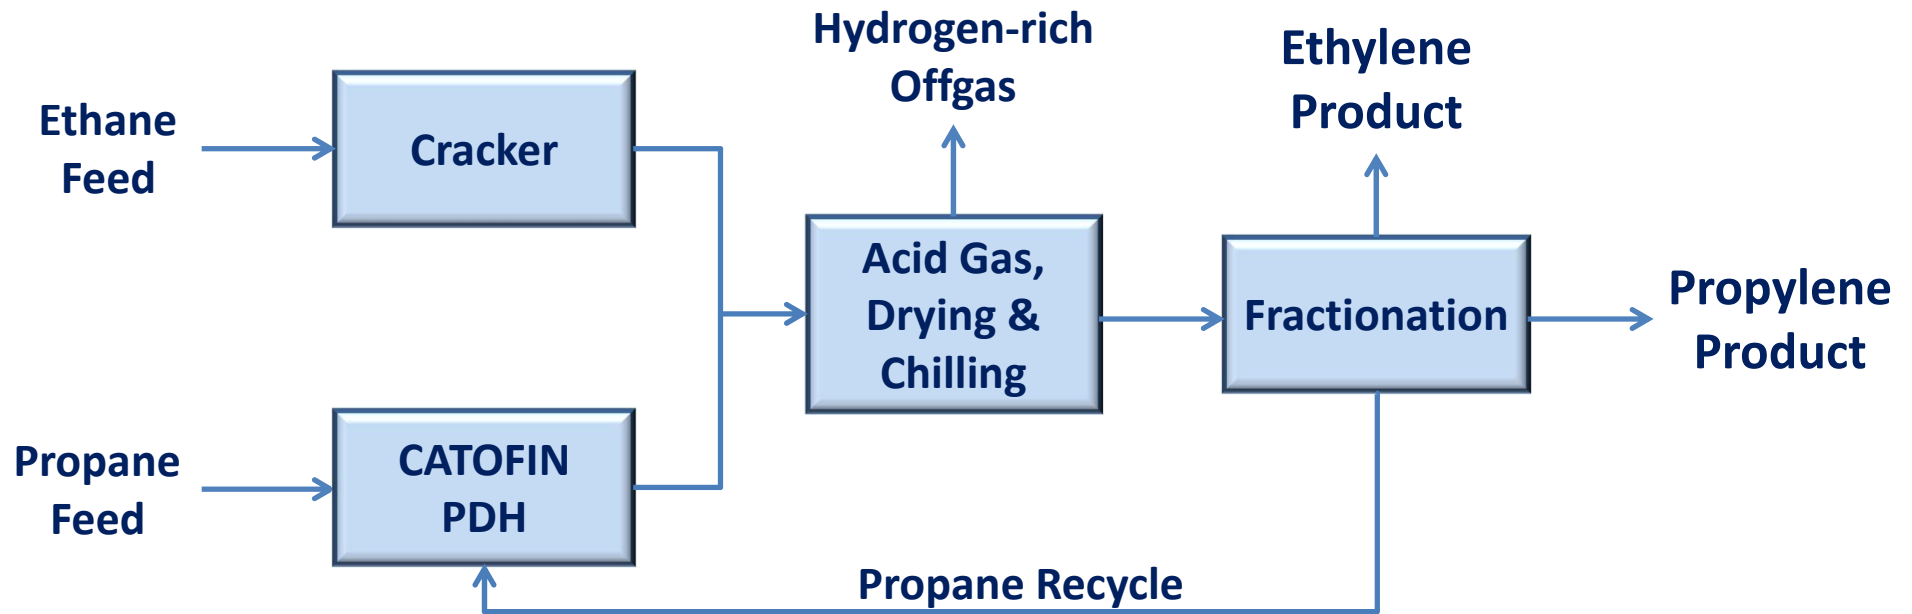 Ethane
Feed
Cracker
Hydrogen-rich
Offgas
Ethylene
Product
Acid Gas,
Drying &
Chilling
Fractionation
Propylene
Product
Propane
Feed
CATOFIN
PDH
Propane Recycle